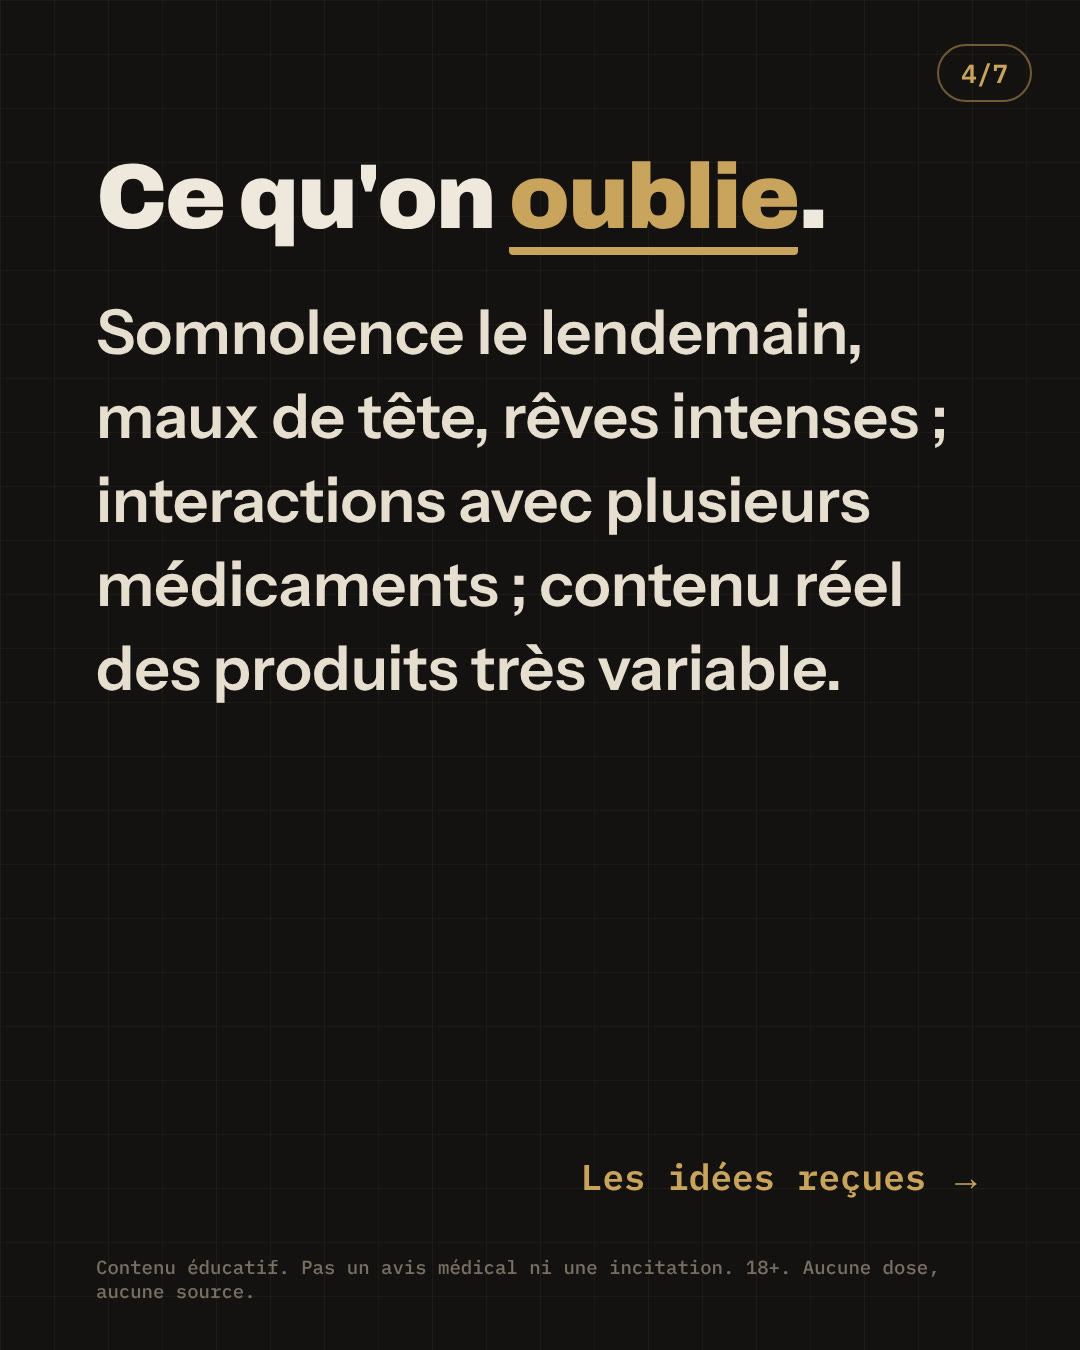 4/7
Ce qu'on oublie.
Somnolence le lendemain,
maux de tête, rêves intenses ;
interactions avec plusieurs
médicaments ; contenu réel
des produits très variable.
Les idées reçues →
Contenu éducatif. Pas un avis médical ni une incitation. 18+. Aucune dose,
aucune source.